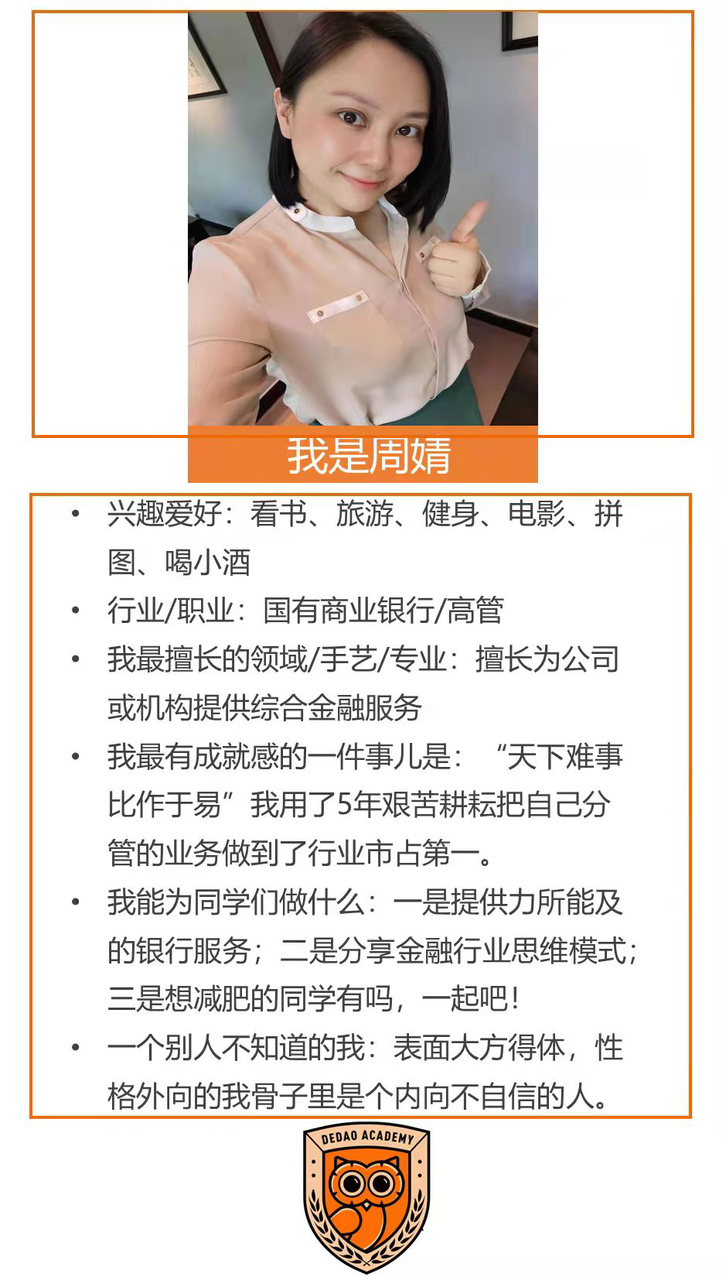 我是周婧
• 兴趣爱好：看书、旅游、健身、电影、拼
图、喝小酒
• 行业/职业：国有商业银行/高管
• 我最擅长的领域/手艺/专业：擅长为公司
或机构提供综合金融服务
• 我最有成就感的一件事儿是：“天下难事
比作于易”我用了5年艰苦耕耘把自己分
管的业务做到了行业市占第一。
• 我能为同学们做什么：一是提供力所能及
的银行服务；二是分享金融行业思维模式；
三是想减肥的同学有吗，一起吧！
• 一个别人不知道的我：表面大方得体，性
格外向的我骨子里是个内向不自信的人。
DEDAO ACADEMY